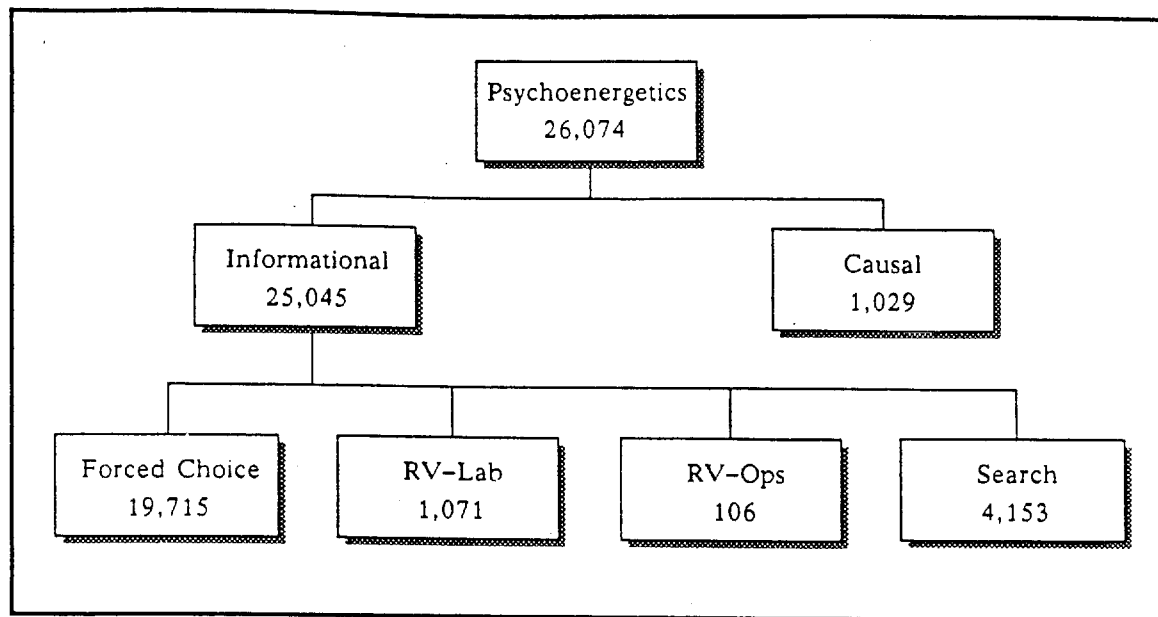 Psychoenergetics
26,074
Informational
25,045
Causal
1,029
Forced Choice
19,715
RV-Lab
1,071
RV-Ops
106
Search
4,153